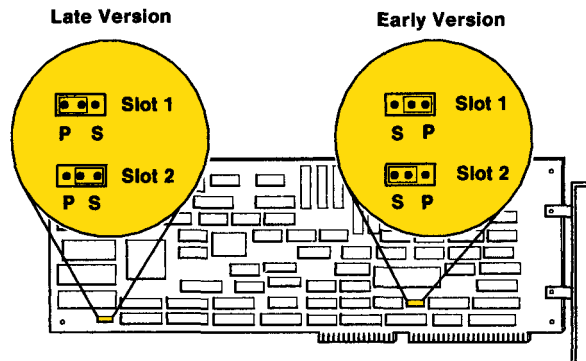 Late Version
Early Version
Slot 1
P S
Slot 2
P S
Slot 1
S P
Slot 2
S P